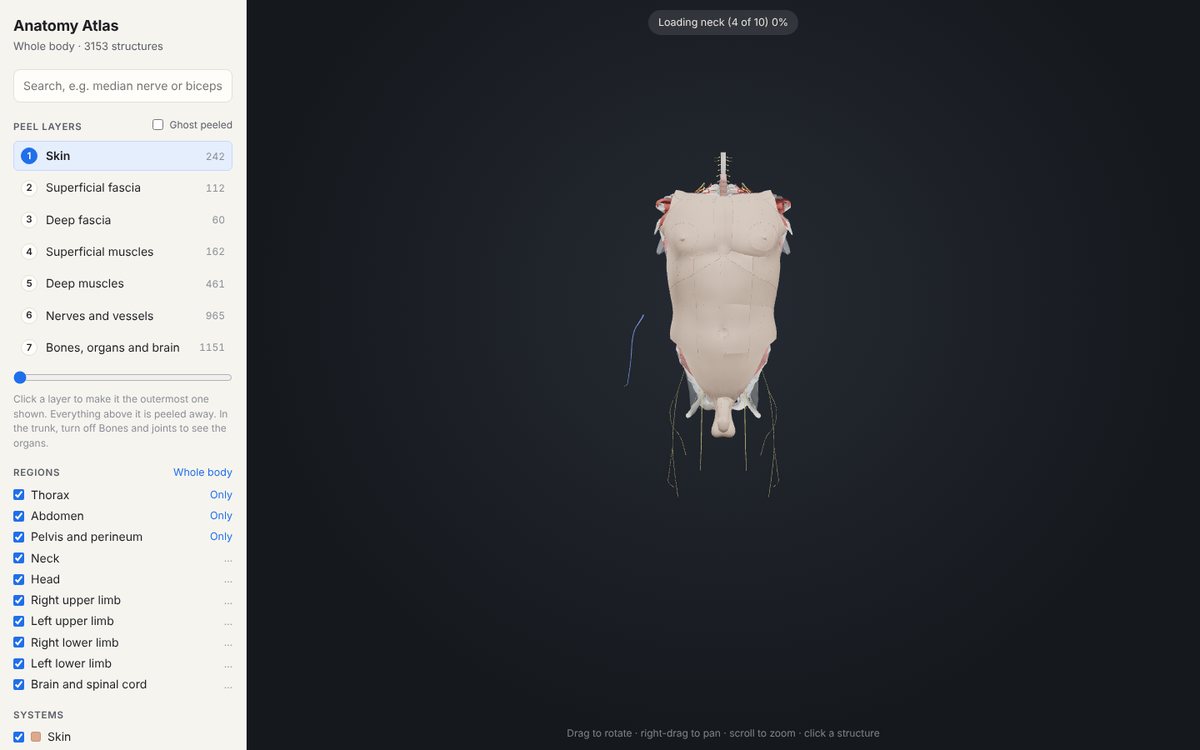 Anatomy Atlas
Whole body · 3153 structures
Search, e.g. median nerve or biceps
PEEL LAYERS
Ghost peeled
1 Skin 242
2 Superficial fascia 112
3 Deep fascia 60
4 Superficial muscles 162
5 Deep muscles 461
6 Nerves and vessels 965
7 Bones, organs and brain 1151
Click a layer to make it the outermost one
shown. Everything above it is peeled away. In
the trunk, turn off Bones and joints to see the
organs.
REGIONS Whole body
Thorax Only
Abdomen Only
Pelvis and perineum Only
Neck ...
Head ...
Right upper limb ...
Left upper limb ...
Right lower limb ...
Left lower limb ...
Brain and spinal cord ...
SYSTEMS
Skin
Loading neck (4 of 10) 0%
Drag to rotate · right-drag to pan · scroll to zoom · click a structure